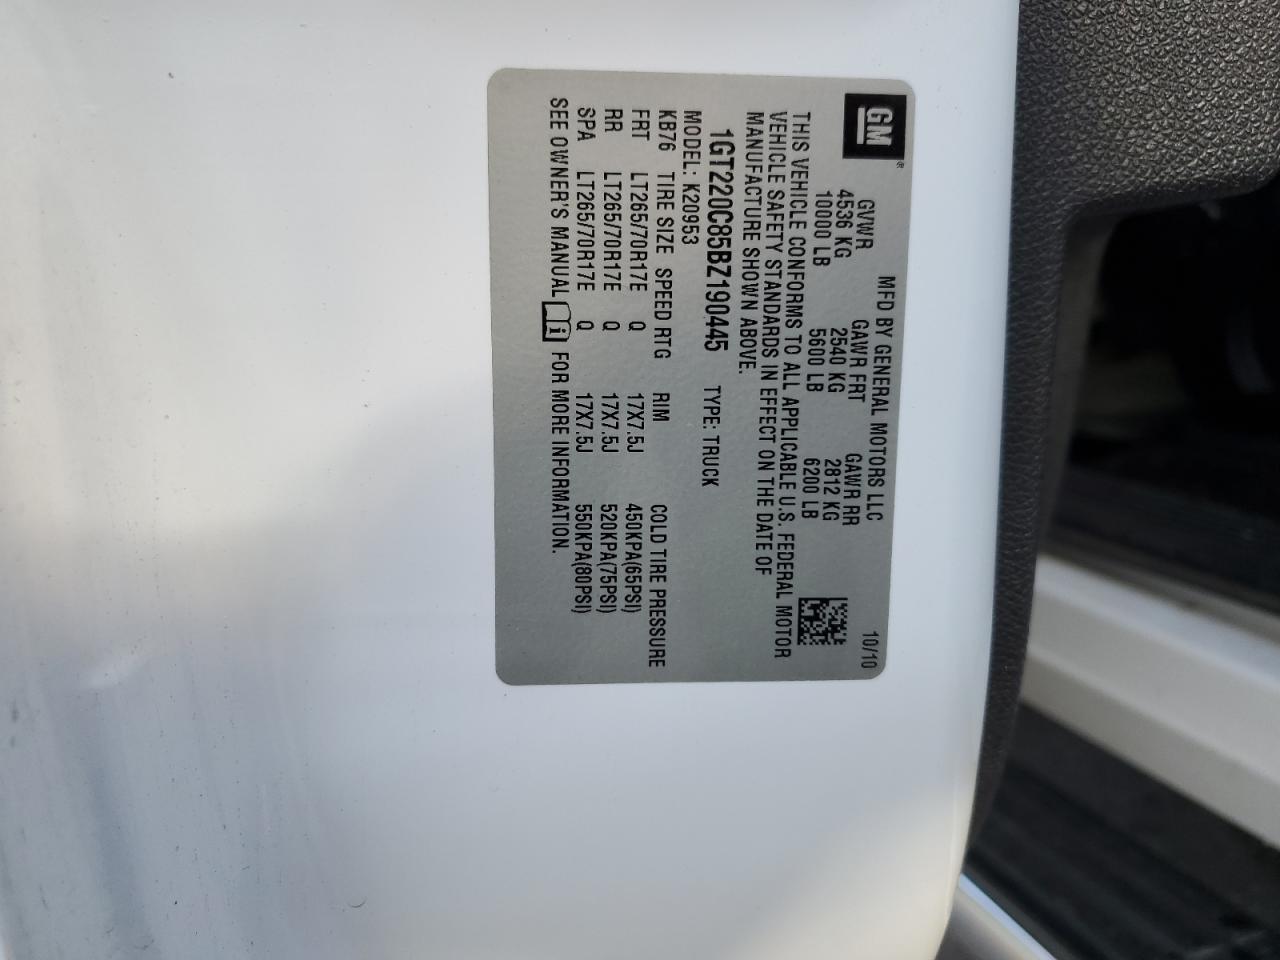 GM®
MFD BY GENERAL MOTORS LLC 10/10
GVWR GAWR FRT GAWR RR
4536 KG 2540 KG 2812 KG
10000 LB 5600 LB 6200 LB
THIS VEHICLE CONFORMS TO ALL APPLICABLE U.S. FEDERAL MOTOR
VEHICLE SAFETY STANDARDS IN EFFECT ON THE DATE OF
MANUFACTURE SHOWN ABOVE.
1GT220C85BZ190445 TYPE: TRUCK
MODEL: K20953
KB76 TIRE SIZE SPEED RTG RIM COLD TIRE PRESSURE
FRT LT265/70R17E Q 17X7.5J 450KPA(65PSI)
RR LT265/70R17E Q 17X7.5J 520KPA(75PSI)
SPA LT265/70R17E Q 17X7.5J 550KPA(80PSI)
SEE OWNER'S MANUAL i FOR MORE INFORMATION.